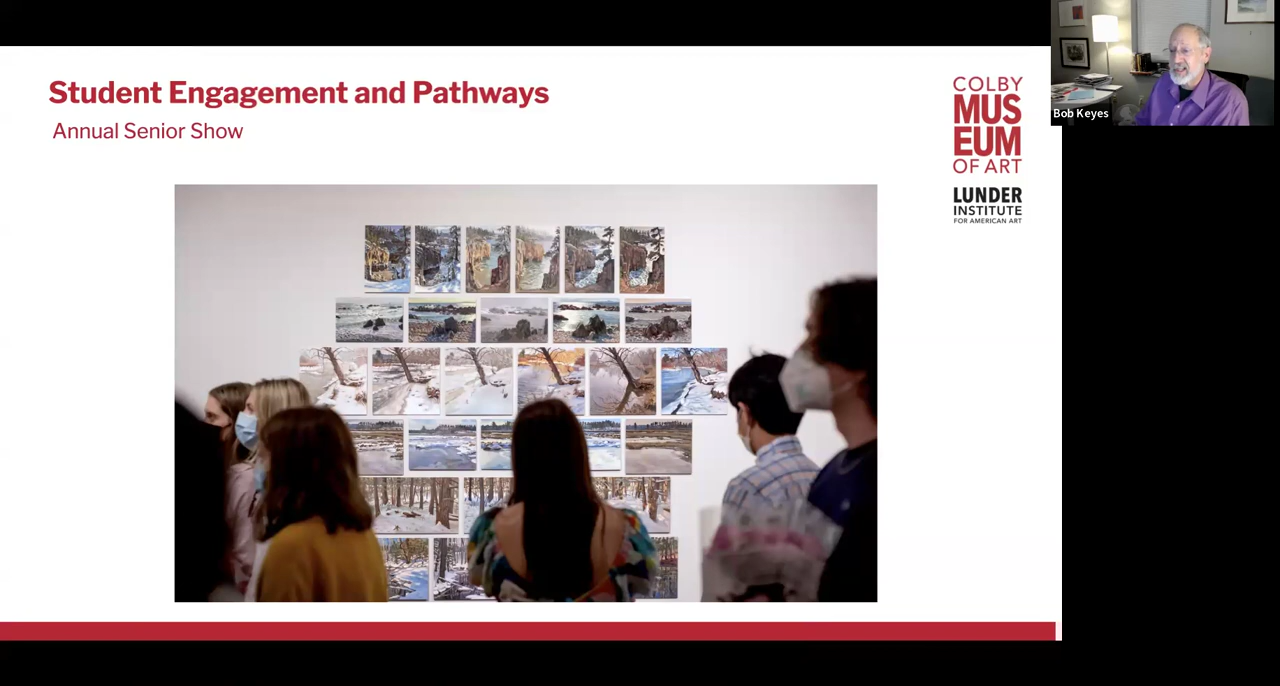 Student Engagement and Pathways
Annual Senior Show
COLBY
MUS
EUM
OF ART
LUNDER
INSTITUTE
FOR AMERICAN ART
Bob Keyes